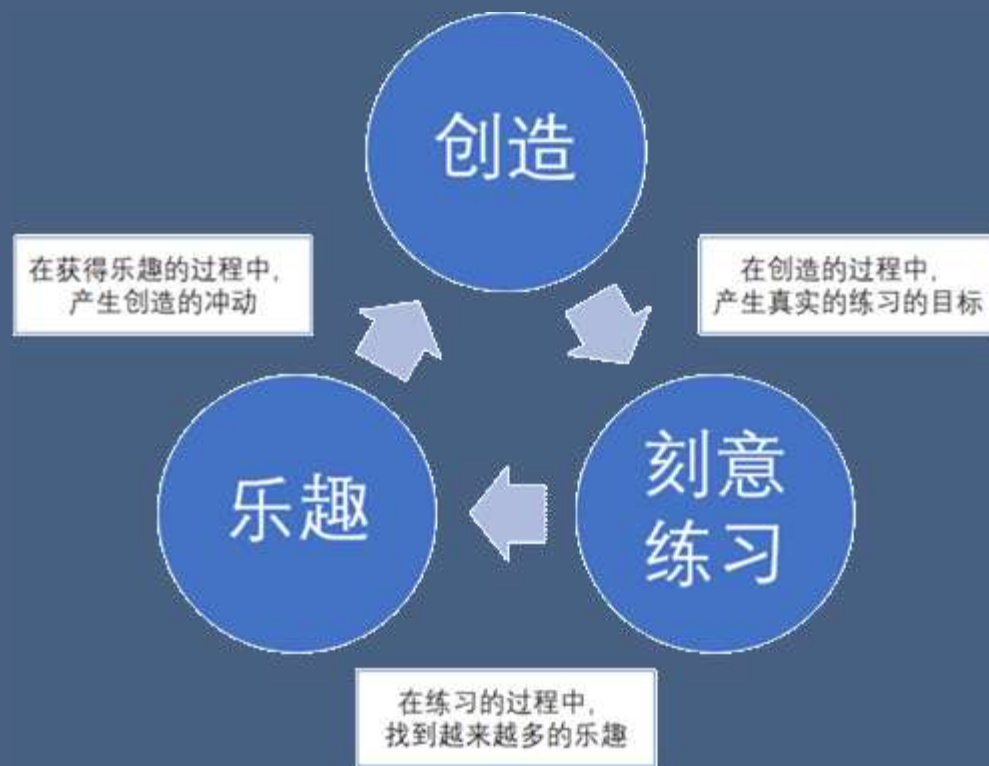 创造
在获得乐趣的过程中，
产生创造的冲动
在创造的过程中，
产生真实的练习的目标
乐趣
刻意
练习
在练习的过程中，
找到越来越多的乐趣